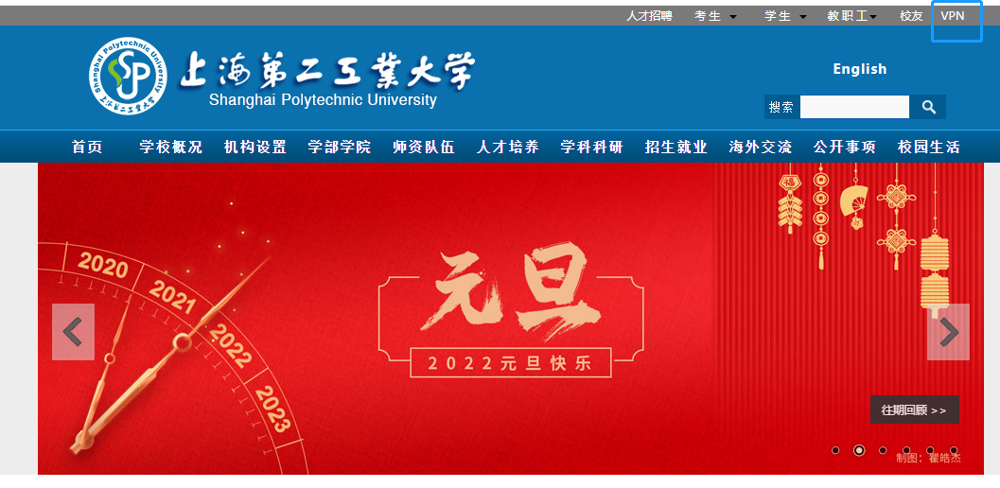 人才招聘 考 生 学 生 教 职 工 校友 VPN
Shanghai Polytechnic University
上海第二工業大学
上海第二工業大学
Shanghai Polytechnic University
English
搜索
首页 学校概况 机构设置 学部学院 师资队伍 人才培养 学科科研 招生就业 海外交流 公开事项 校园生活
福
2020
2021
2022
2023
元旦
2022元旦快乐
往期回顾 >>
制图：瞿皓杰